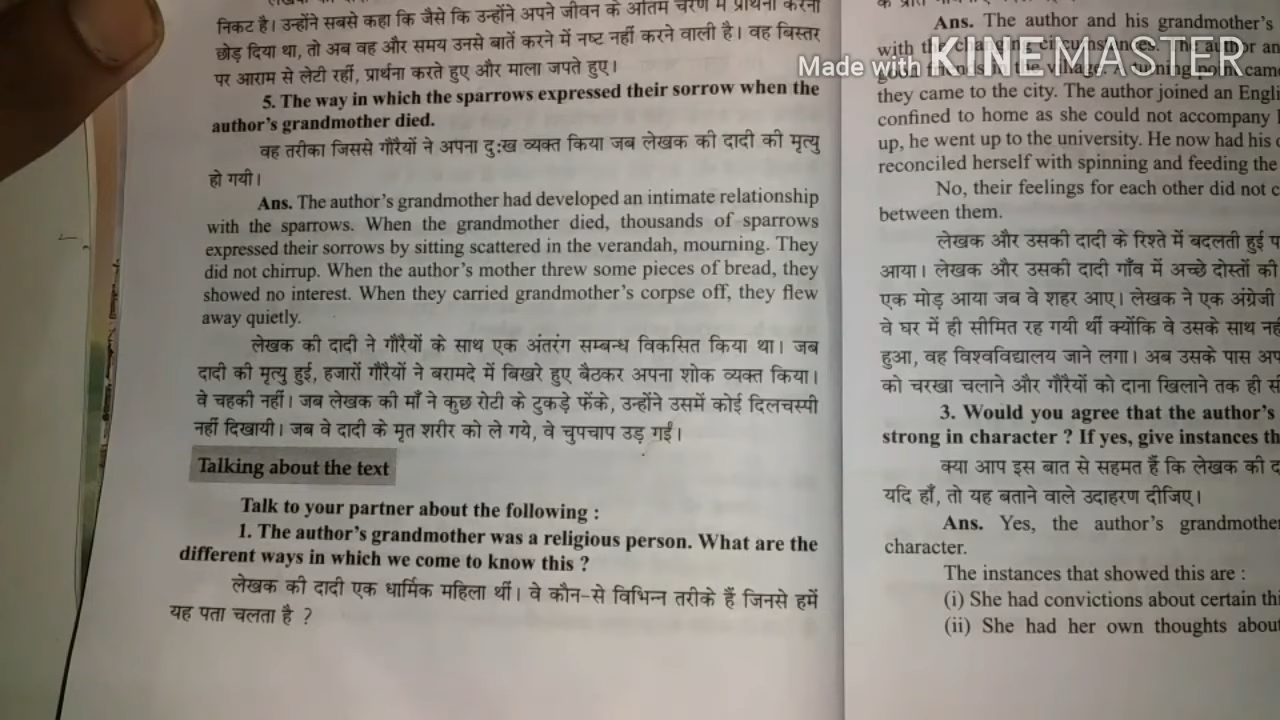 निकट है। उन्होंने सबसे कहा कि जैसे कि उन्होंने अपने जीवन के अंतिम चरण में प्रार्थना करना
छोड़ दिया था, तो अब वह और समय उनसे बातें करने में नष्ट नहीं करने वाली है। वह बिस्तर
पर आराम से लेटी रहीं, प्रार्थना करते हुए और माला जपते हुए।
5. The way in which the sparrows expressed their sorrow when the
author's grandmother died.
वह तरीका जिससे गौरैयों ने अपना दुःख व्यक्त किया जब लेखक की दादी की मृत्यु
हो गयी।
Ans. The author's grandmother had developed an intimate relationship
with the sparrows. When the grandmother died, thousands of sparrows
expressed their sorrows by sitting scattered in the verandah, mourning. They
did not chirrup. When the author's mother threw some pieces of bread, they
showed no interest. When they carried grandmother's corpse off, they flew
away quietly.
लेखक की दादी ने गौरैयों के साथ एक अंतरंग सम्बन्ध विकसित किया था। जब
दादी की मृत्यु हुई, हजारों गौरैयों ने बरामदे में बिखरे हुए बैठकर अपना शोक व्यक्त किया।
वे चहकी नहीं। जब लेखक की माँ ने कुछ रोटी के टुकड़े फेंके, उन्होंने उसमें कोई दिलचस्पी
नहीं दिखायी। जब वे दादी के मृत शरीर को ले गये, वे चुपचाप उड़ गईं।
Talking about the text
Talk to your partner about the following :
1. The author's grandmother was a religious person. What are the
different ways in which we come to know this ?
लेखक की दादी एक धार्मिक महिला थीं। वे कौन-से विभिन्न तरीके हैं जिनसे हमें
यह पता चलता है ?
Ans. The author and his grandmother's
with the changing circumstances. The author an
Made with KINEMASTER
in the village. A turning point came
they came to the city. The author joined an Engli
confined to home as she could not accompany
up, he went up to the university. He now had his
reconciled herself with spinning and feeding the
No, their feelings for each other did not c
between them.
लेखक और उसकी दादी के रिश्ते में बदलती हुई प
आया। लेखक और उसकी दादी गाँव में अच्छे दोस्तों की
एक मोड़ आया जब वे शहर आए। लेखक ने एक अंग्रेजी
वे घर में ही सीमित रह गयी थीं क्योंकि वे उसके साथ नह
हुआ, वह विश्वविद्यालय जाने लगा। अब उसके पास अप
को चरखा चलाने और गौरैयों को दाना खिलाने तक ही सी
3. Would you agree that the author's
strong in character ? If yes, give instances th
क्या आप इस बात से सहमत हैं कि लेखक की द
यदि हाँ, तो यह बताने वाले उदाहरण दीजिए।
Ans. Yes, the author's grandmother
character.
The instances that showed this are :
(i) She had convictions about certain thi
(ii) She had her own thoughts about